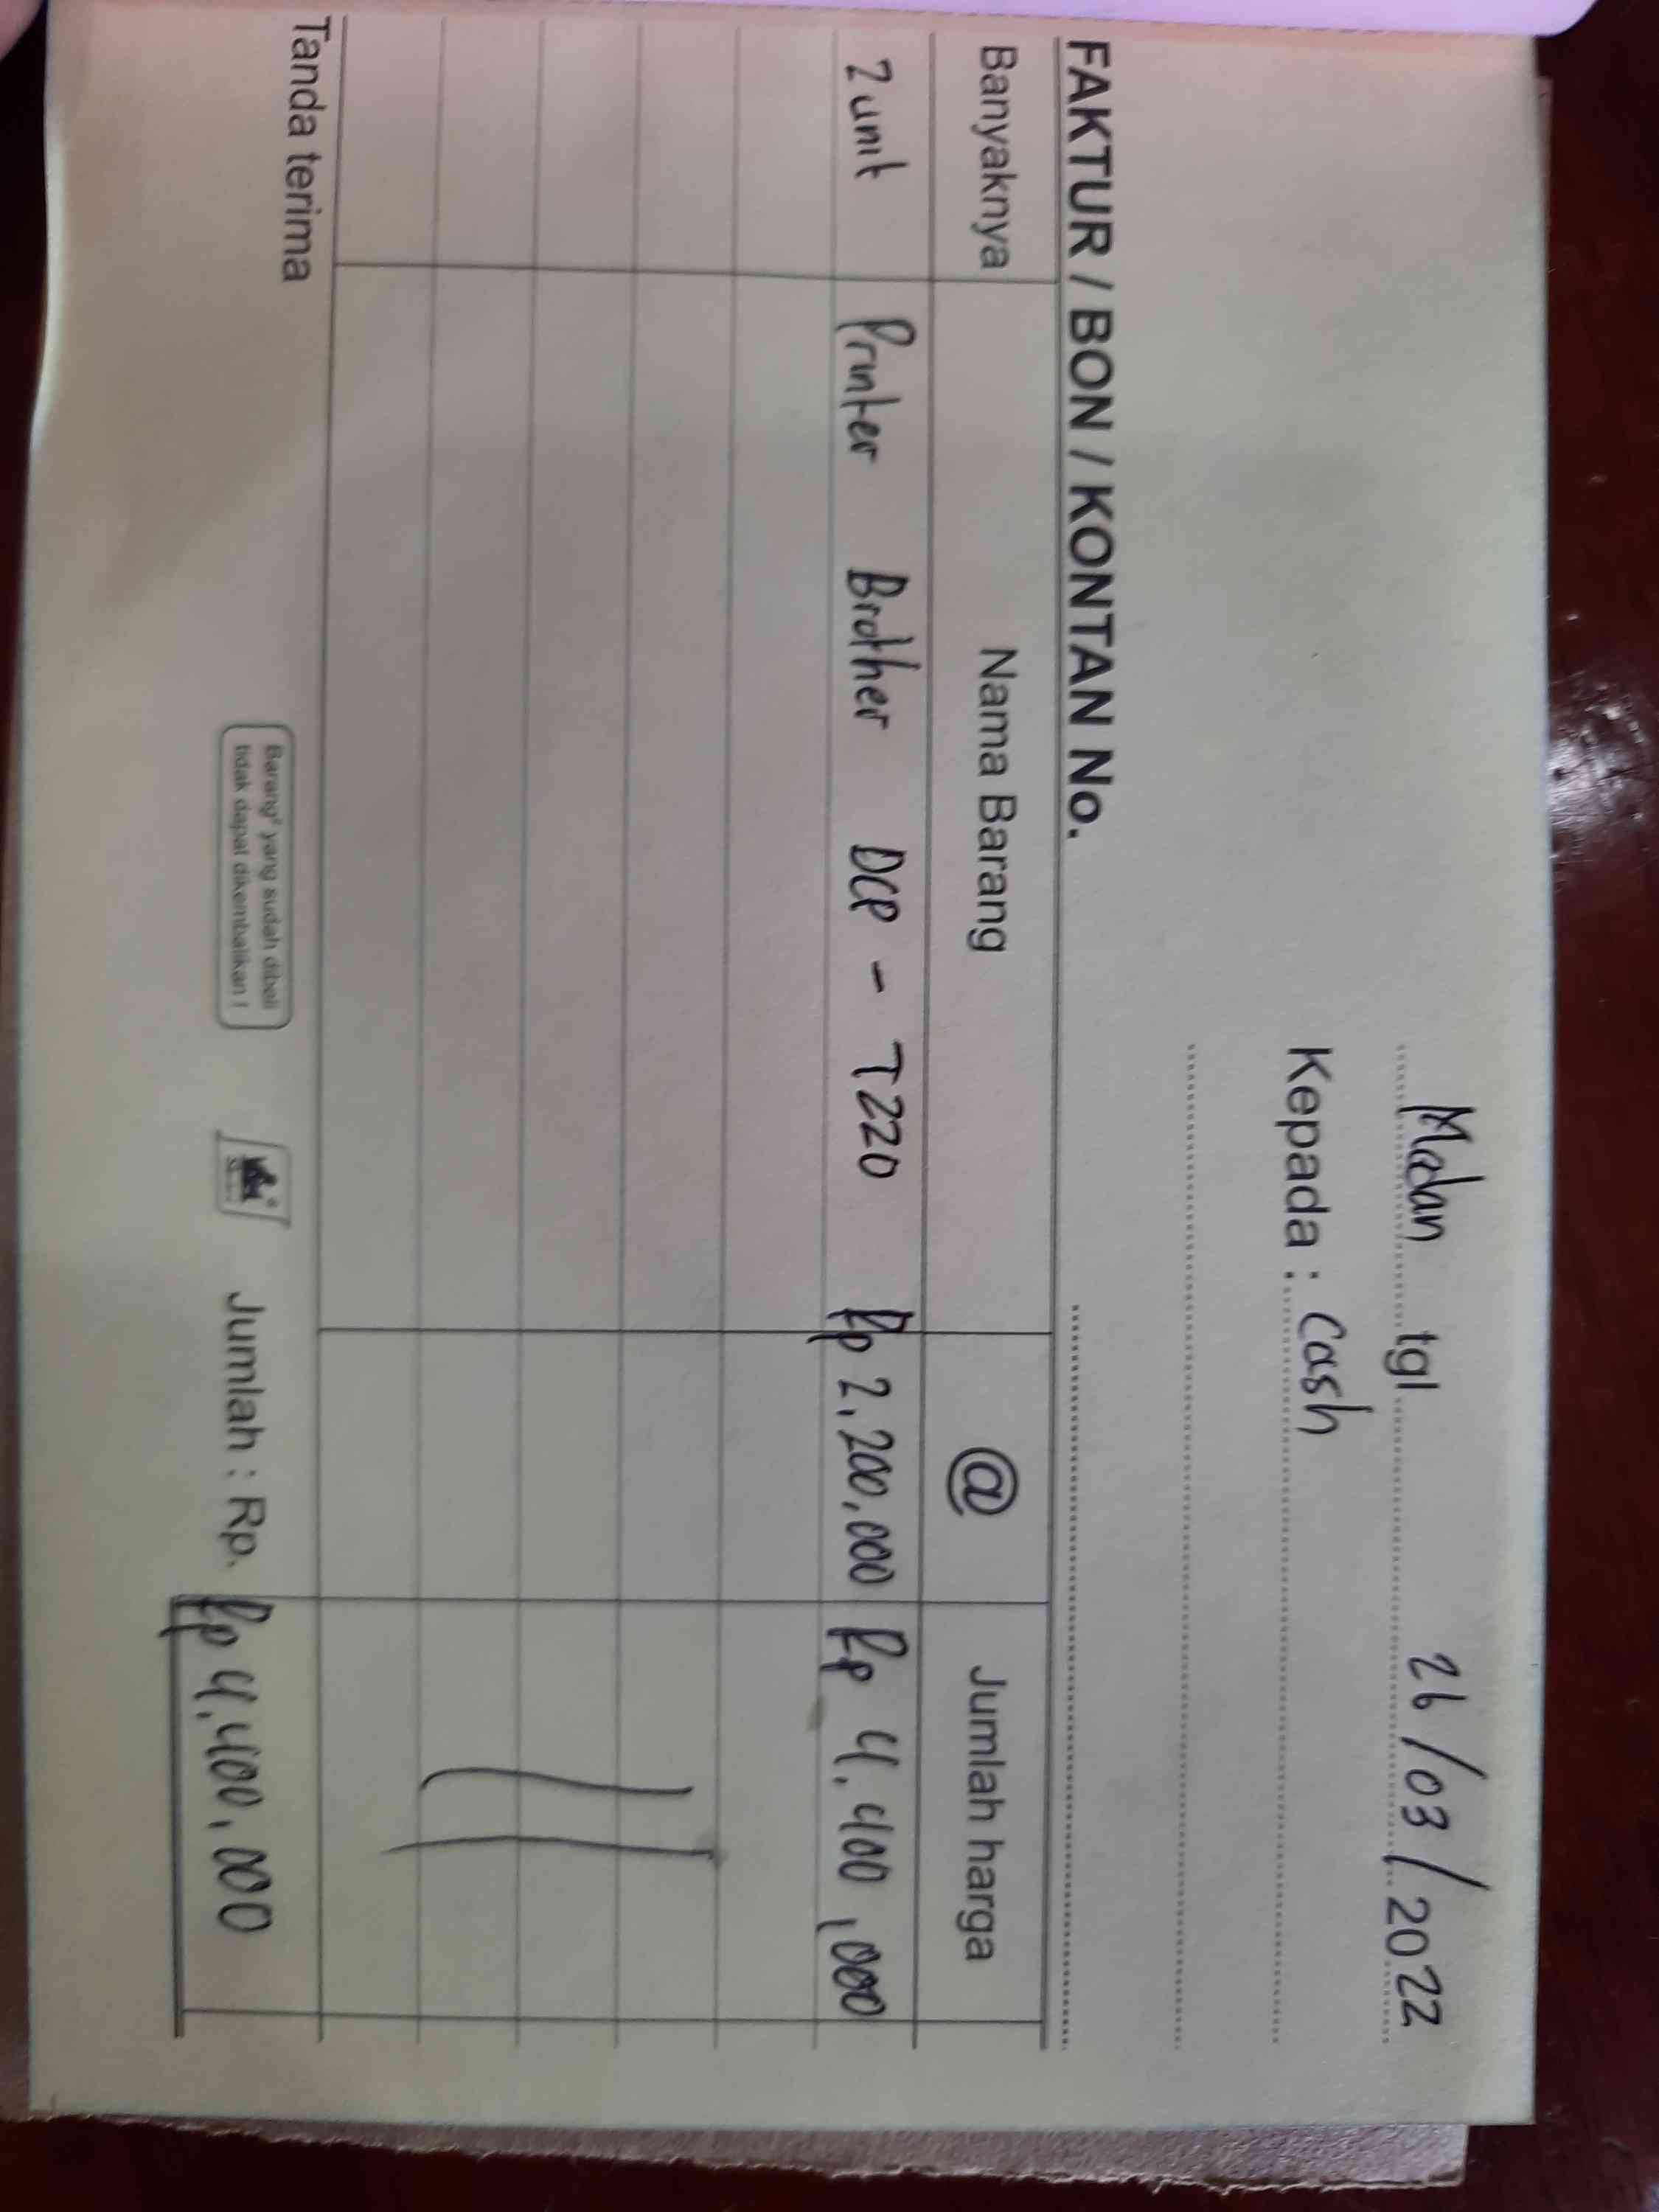 Medan tgl 26/03/2022
Kepada : Cash
FAKTUR / BON / KONTAN No.
Banyaknya Nama Barang @ Jumlah harga
2 unit Printer Brother DCP - T220 Rp 2,200,000 Rp 4,400,000
Tanda terima
Barang² yang sudah dibeli
tidak dapat dikembalikan !
Jumlah : Rp. Rp 4,400,000